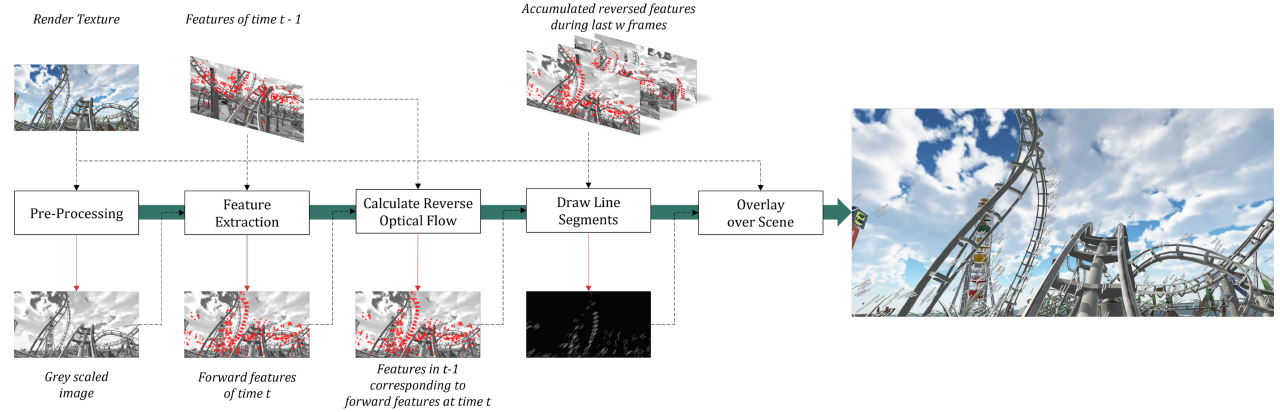 Render Texture
Features of time t - 1
Accumulated reversed features
during last w frames
Pre-Processing
Feature
Extraction
Calculate Reverse
Optical Flow
Draw Line
Segments
Overlay
over Scene
Grey scaled
image
Forward features
of time t
Features in t-1
corresponding to
forward features at time t